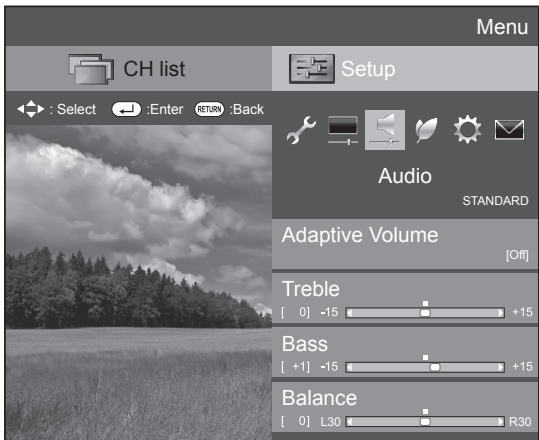 Menu
CH list
Setup
: Select :Enter RETURN :Back
Audio
STANDARD
Adaptive Volume
[Off]
Treble
[ 0] -15 +15
Bass
[ +1] -15 +15
Balance
[ 0] L30 R30